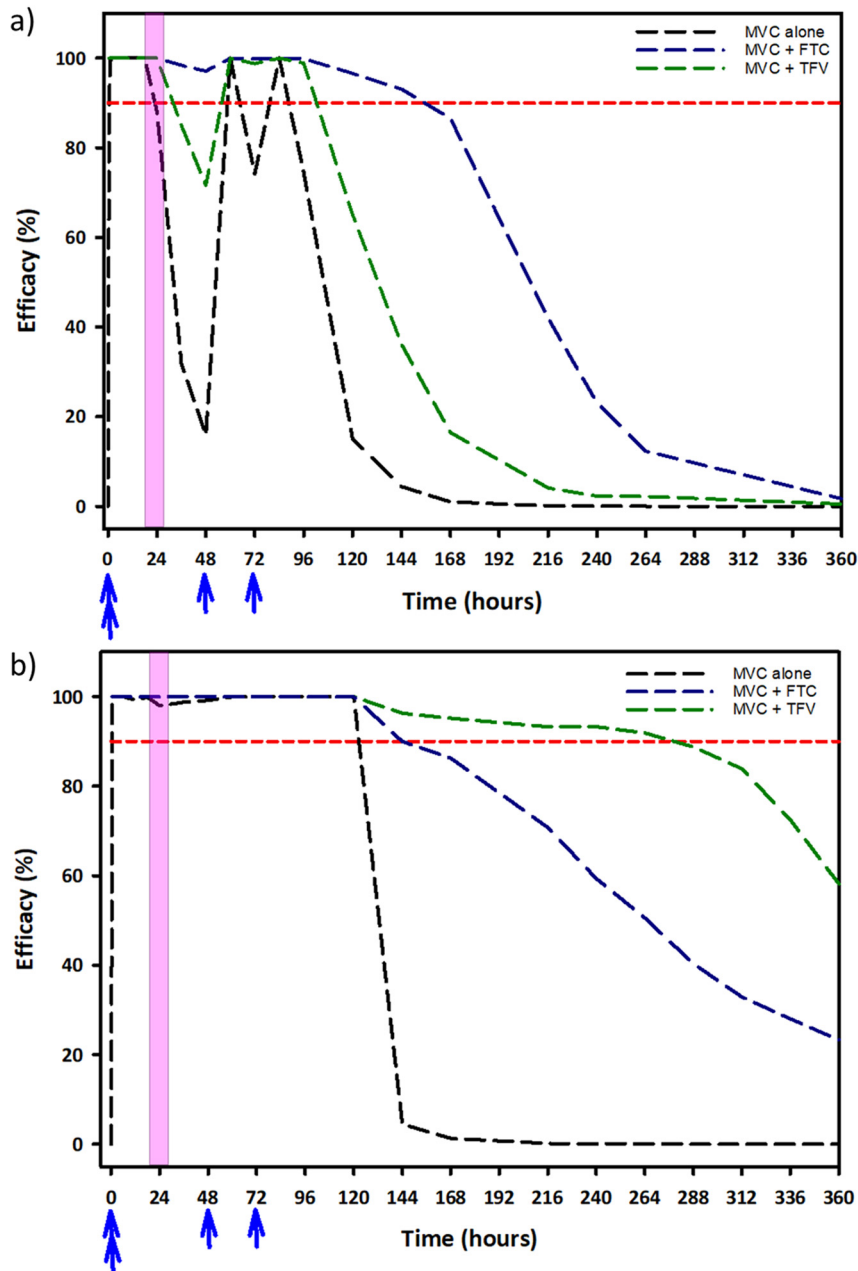 a)
MVC alone
MVC + FTC
MVC + TFV
100
80
60
40
20
0
Efficacy (%)
0 24 48 72 96 120 144 168 192 216 240 264 288 312 336 360
Time (hours)
b)
MVC alone
MVC + FTC
MVC + TFV
100
80
60
40
20
0
Efficacy (%)
0 24 48 72 96 120 144 168 192 216 240 264 288 312 336 360
Time (hours)